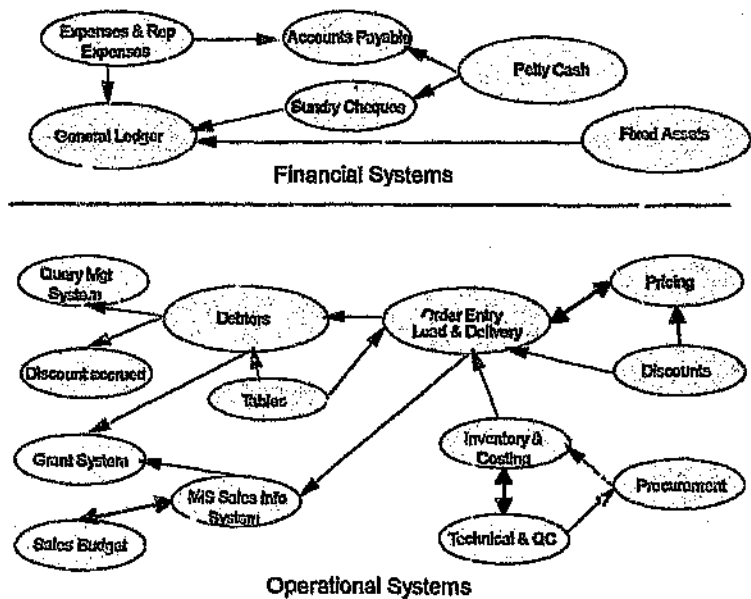 Expenses & Rep
Expenses
Accounts Payable
Petty Cash
Sundry Cheques
General Ledger
Fixed Assets
Financial Systems
Query Mgt
System
Debtors
Order Entry
Load & Delivery
Pricing
Discount accrued
Tables
Discounts
Grant System
Inventory &
Costing
MS Sales Info
System
Procurement
Sales Budget
Technical & QC
Operational Systems